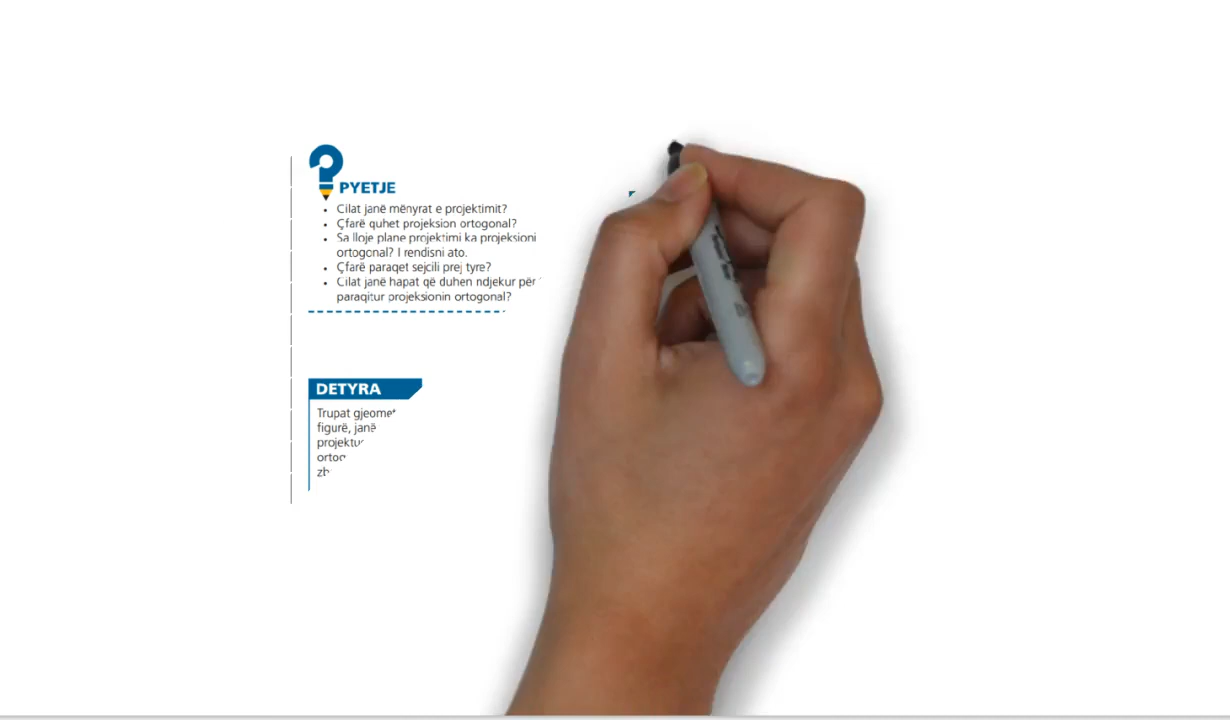 PYETJE
• Cilat janë mënyrat e projektimit?
• Çfarë quhet projeksion ortogonal?
• Sa lloje plane projektimi ka projeksioni
ortogonal? I rendisni ato.
• Çfarë paraqet sejcili prej tyre?
• Cilat janë hapat që duhen ndjekur për
paraqitur projeksionin ortogonal?
DETYRA
Trupat
figurë, janë